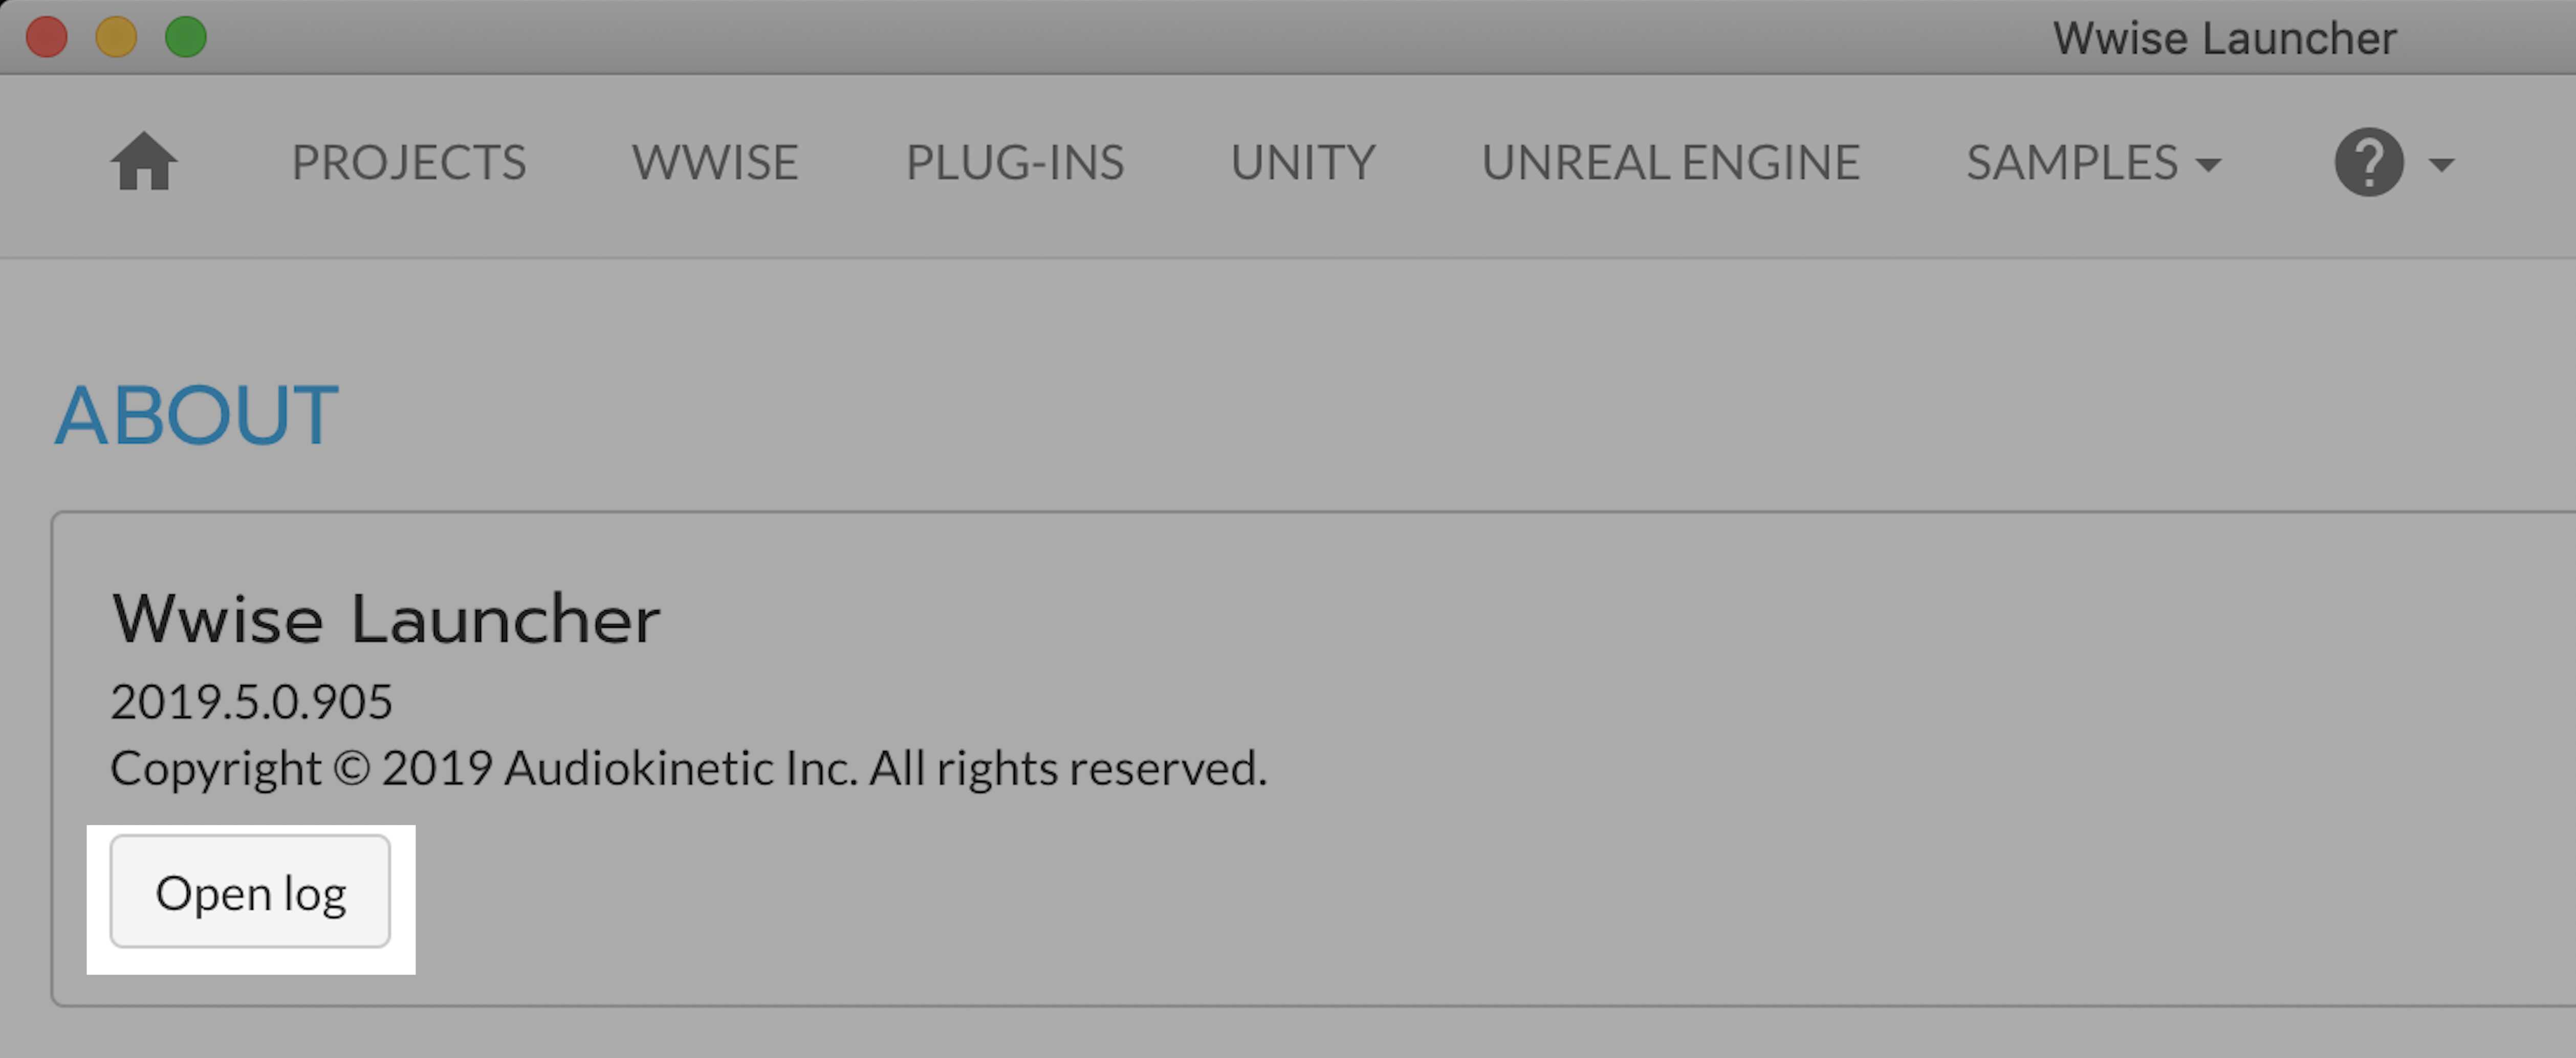 Wwise Launcher
PROJECTS WWISE PLUG-INS UNITY UNREAL ENGINE SAMPLES ?
ABOUT
Wwise Launcher
2019.5.0.905
Copyright © 2019 Audiokinetic Inc. All rights reserved.
Open log